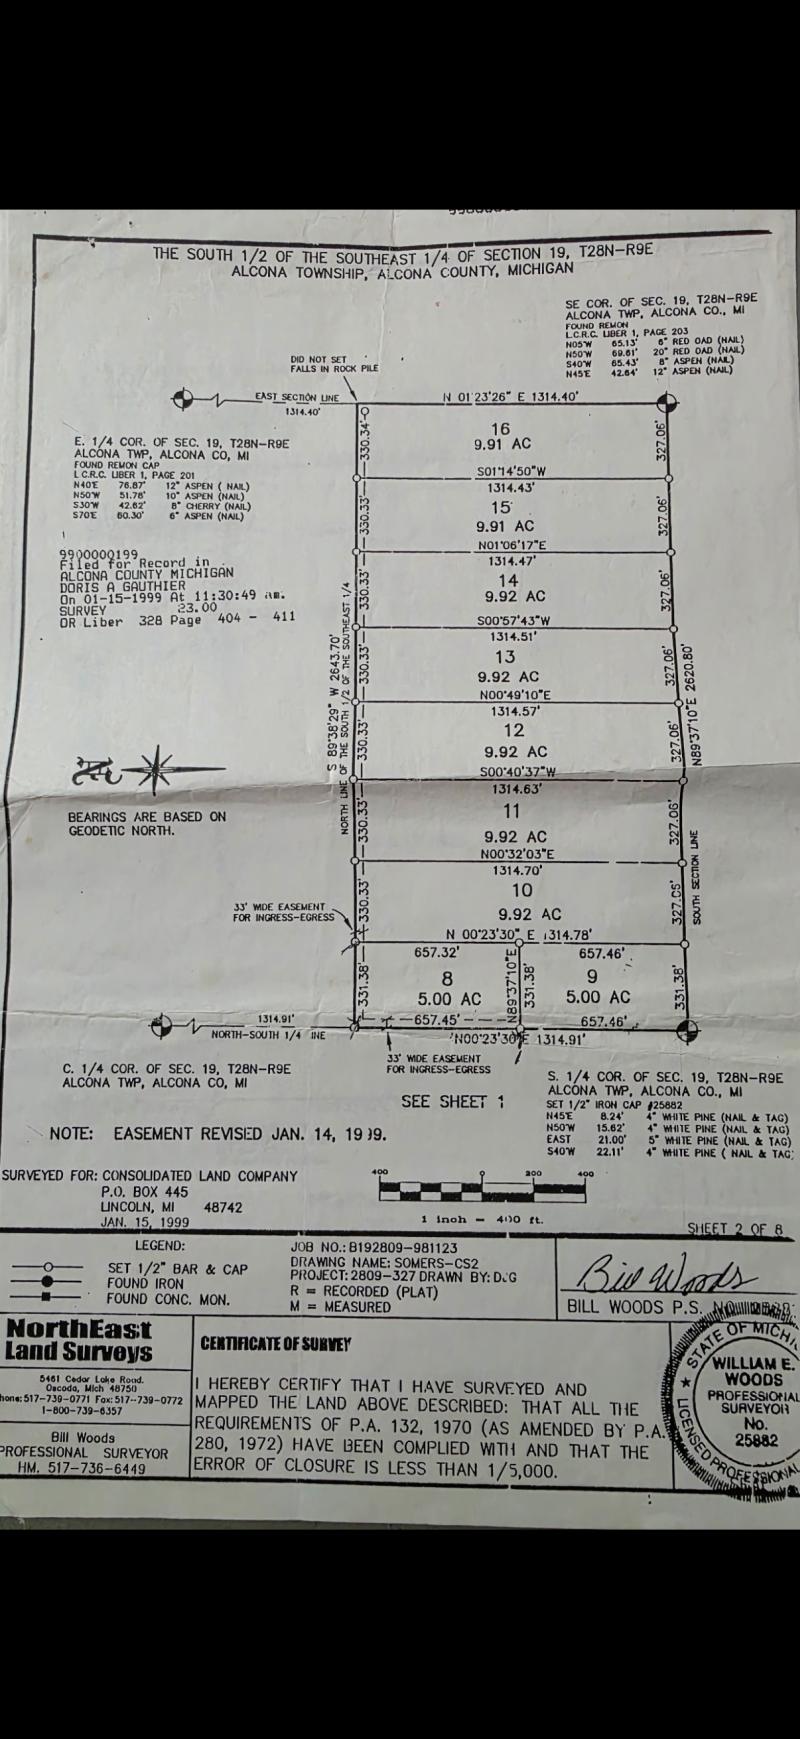 THE SOUTH 1/2 OF THE SOUTHEAST 1/4 OF SECTION 19, T28N-R9E
ALCONA TOWNSHIP, ALCONA COUNTY, MICHIGAN
SE COR. OF SEC. 19, T28N-R9E
ALCONA TWP, ALCONA CO., MI
FOUND REMON
L.C.R.C. LIBER 1, PAGE 203
N05°W 65.13' 6" RED OAD (NAIL)
N50°W 69.61' 20" RED OAD (NAIL)
S40°W 65.43' 8" ASPEN (NAIL)
N45°E 42.64' 12" ASPEN (NAIL)
DID NOT SET
FALLS IN ROCK PILE
EAST SECTION LINE
1314.40'
N 01°23'26" E 1314.40'
E. 1/4 COR. OF SEC. 19, T28N-R9E
ALCONA TWP, ALCONA CO, MI
FOUND REMON CAP
L.C.R.C. LIBER 1, PAGE 201
N40°E 76.87' 12" ASPEN ( NAIL)
N50°W 51.78' 10" ASPEN (NAIL)
S30°W 42.62' 8" CHERRY (NAIL)
S70°E 60.30' 6" ASPEN (NAIL)
9900000199
Filed for Record in
ALCONA COUNTY MICHIGAN
DORIS A GAUTHIER
On 01-15-1999 At 11:30:49 am.
SURVEY 23.00
OR Liber 328 Page 404 - 411
330.34'
16
9.91 AC
327.06'
S01°14'50"W
1314.43'
330.33'
15
9.91 AC
327.06'
N01°06'17"E
1314.47'
330.33'
14
9.92 AC
327.06'
S00°57'43"W
1314.51'
330.33'
13
9.92 AC
327.06'
N00°49'10"E
1314.57'
330.33'
12
9.92 AC
327.06'
S00°40'37"W
1314.63'
330.33'
11
9.92 AC
327.06'
N00°32'03"E
1314.70'
330.33'
10
9.92 AC
S 89°38'29" W 2643.70'
NORTH LINE OF THE SOUTH 1/2 OF THE SOUTHEAST 1/4
N89°37'10"E 2620.80'
SOUTH SECTION LINE
BEARINGS ARE BASED ON
GEODETIC NORTH.
33' WIDE EASEMENT
FOR INGRESS-EGRESS
N 00°23'30" E 1314.78'
657.32'
657.46'
331.38'
8
5.00 AC
N89°37'10"E
331.38'
9
5.00 AC
331.38'
657.45'
657.46'
1314.91'
NORTH-SOUTH 1/4 INE
N00°23'30"E 1314.91'
33' WIDE EASEMENT
FOR INGRESS-EGRESS
C. 1/4 COR. OF SEC. 19, T28N-R9E
ALCONA TWP, ALCONA CO, MI
SEE SHEET 1
S. 1/4 COR. OF SEC. 19, T28N-R9E
ALCONA TWP, ALCONA CO., MI
SET 1/2" IRON CAP #25882
N45°E 8.24' 4" WHITE PINE (NAIL & TAG)
N50°W 15.62' 4" WHITE PINE (NAIL & TAG)
EAST 21.00' 5" WHITE PINE (NAIL & TAG)
S40°W 22.11' 4" WHITE PINE ( NAIL & TAG)
NOTE: EASEMENT REVISED JAN. 14, 19 99.
SURVEYED FOR: CONSOLIDATED LAND COMPANY
P.O. BOX 445
LINCOLN, MI 48742
JAN. 15, 1999
400 0 200 400
1 inch = 400 ft.
SHEET 2 OF 8
LEGEND:
SET 1/2" BAR & CAP
FOUND IRON
FOUND CONC. MON.
JOB NO.: B192809-981123
DRAWING NAME: SOMERS-CS2
PROJECT: 2809-327 DRAWN BY: DJG
R = RECORDED (PLAT)
M = MEASURED
Bill Woods
BILL WOODS P.S.
NorthEast
Land Surveys
5461 Cedar Lake Road.
Oscoda, Mich 48750
hone: 517-739-0771 Fax: 517-739-0772
1-800-739-6357
Bill Woods
PROFESSIONAL SURVEYOR
HM. 517-736-6449
CERTIFICATE OF SURVEY
I HEREBY CERTIFY THAT I HAVE SURVEYED AND
MAPPED THE LAND ABOVE DESCRIBED: THAT ALL THE
REQUIREMENTS OF P.A. 132, 1970 (AS AMENDED BY P.A.
280, 1972) HAVE BEEN COMPLIED WITH AND THAT THE
ERROR OF CLOSURE IS LESS THAN 1/5,000.
STATE OF MICHI
WILLIAM E.
WOODS
PROFESSIONAL
SURVEYOR
No.
25882
LICENSED PROFESSIONAL